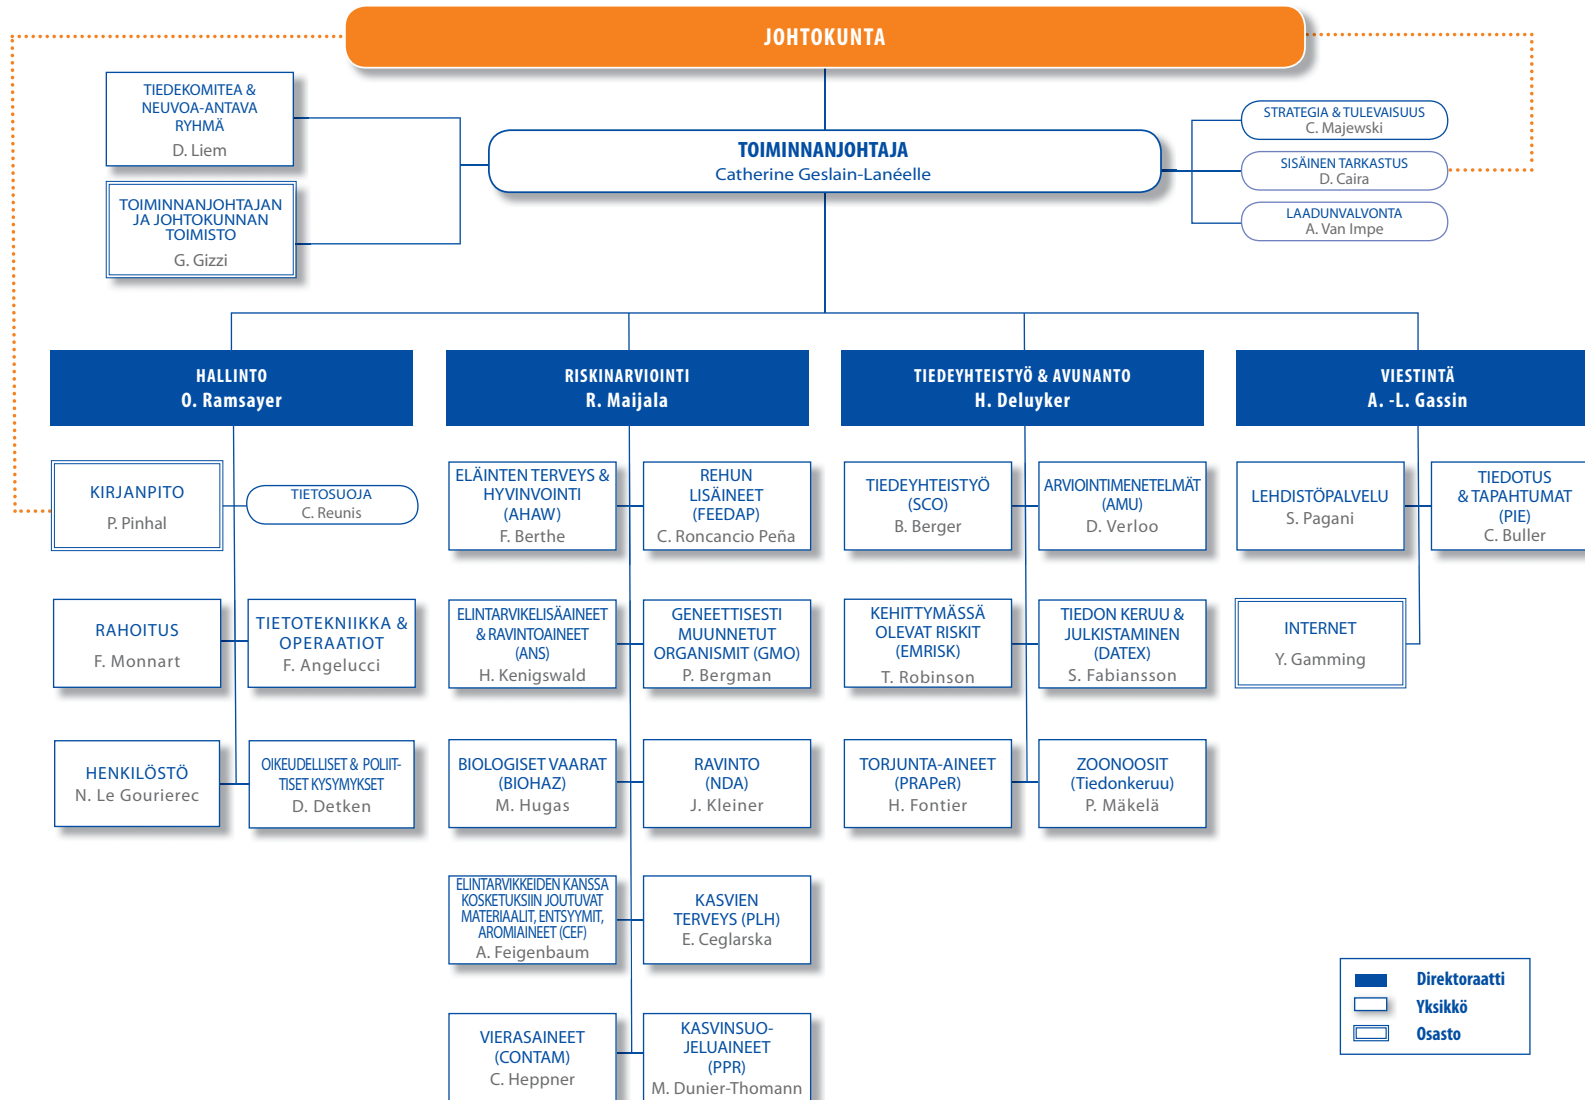 JOHTOKUNTA
TIEDEKOMITEA &
NEUVOA-ANTAVA
RYHMÄ
D. Liem
TOIMINNANJOHTAJAN
JA JOHTOKUNNAN
TOIMISTO
G. Gizzi
TOIMINNANJOHTAJA
Catherine Geslain-Lanéelle
STRATEGIA & TULEVAISUUS
C. Majewski
SISÄINEN TARKASTUS
D. Caira
LAADUNVALVONTA
A. Van Impe
HALLINTO
O. Ramsayer
KIRJANPITO
P. Pinhal
TIETOSUOJA
C. Reunis
RAHOITUS
F. Monnart
TIETOTEKNIIKKA &
OPERAATIOT
F. Angelucci
HENKILÖSTÖ
N. Le Gourierec
OIKEUDELLISET & POLIIT-
TISET KYSYMYKSET
D. Detken
RISKINARVIOINTI
R. Maijala
ELÄINTEN TERVEYS &
HYVINVOINTI
(AHAW)
F. Berthe
REHUN
LISÄINEET
(FEEDAP)
C. Roncancio Peña
ELINTARVIKELISÄAINEET
& RAVINTOAINEET
(ANS)
H. Kenigswald
GENEETTISESTI
MUUNNETUT
ORGANISMIT (GMO)
P. Bergman
BIOLOGISET VAARAT
(BIOHAZ)
M. Hugas
RAVINTO
(NDA)
J. Kleiner
ELINTARVIKKEIDEN KANSSA
KOSKETUKSIIN JOUTUVAT
MATERIAALIT, ENTSYYMIT,
AROMIAINEET (CEF)
A. Feigenbaum
KASVIEN
TERVEYS (PLH)
E. Ceglarska
VIERASAINEET
(CONTAM)
C. Heppner
KASVINSUO-
JELUAINEET
(PPR)
M. Dunier-Thomann
TIEDEYHTEISTYÖ & AVUNANTO
H. Deluyker
TIEDEYHTEISTYÖ
(SCO)
B. Berger
ARVIOINTIMENETELMÄT
(AMU)
D. Verloo
KEHITTYMÄSSÄ
OLEVAT RISKIT
(EMRISK)
T. Robinson
TIEDON KERUU &
JULKISTAMINEN
(DATEX)
S. Fabiansson
TORJUNTA-AINEET
(PRAPeR)
H. Fontier
ZOONOOSIT
(Tiedonkeruu)
P. Mäkelä
VIESTINTÄ
A. -L. Gassin
LEHDISTÖPALVELU
S. Pagani
TIEDOTUS
& TAPAHTUMAT
(PIE)
C. Buller
INTERNET
Y. Gamming
Direktoraatti
Yksikkö
Osasto